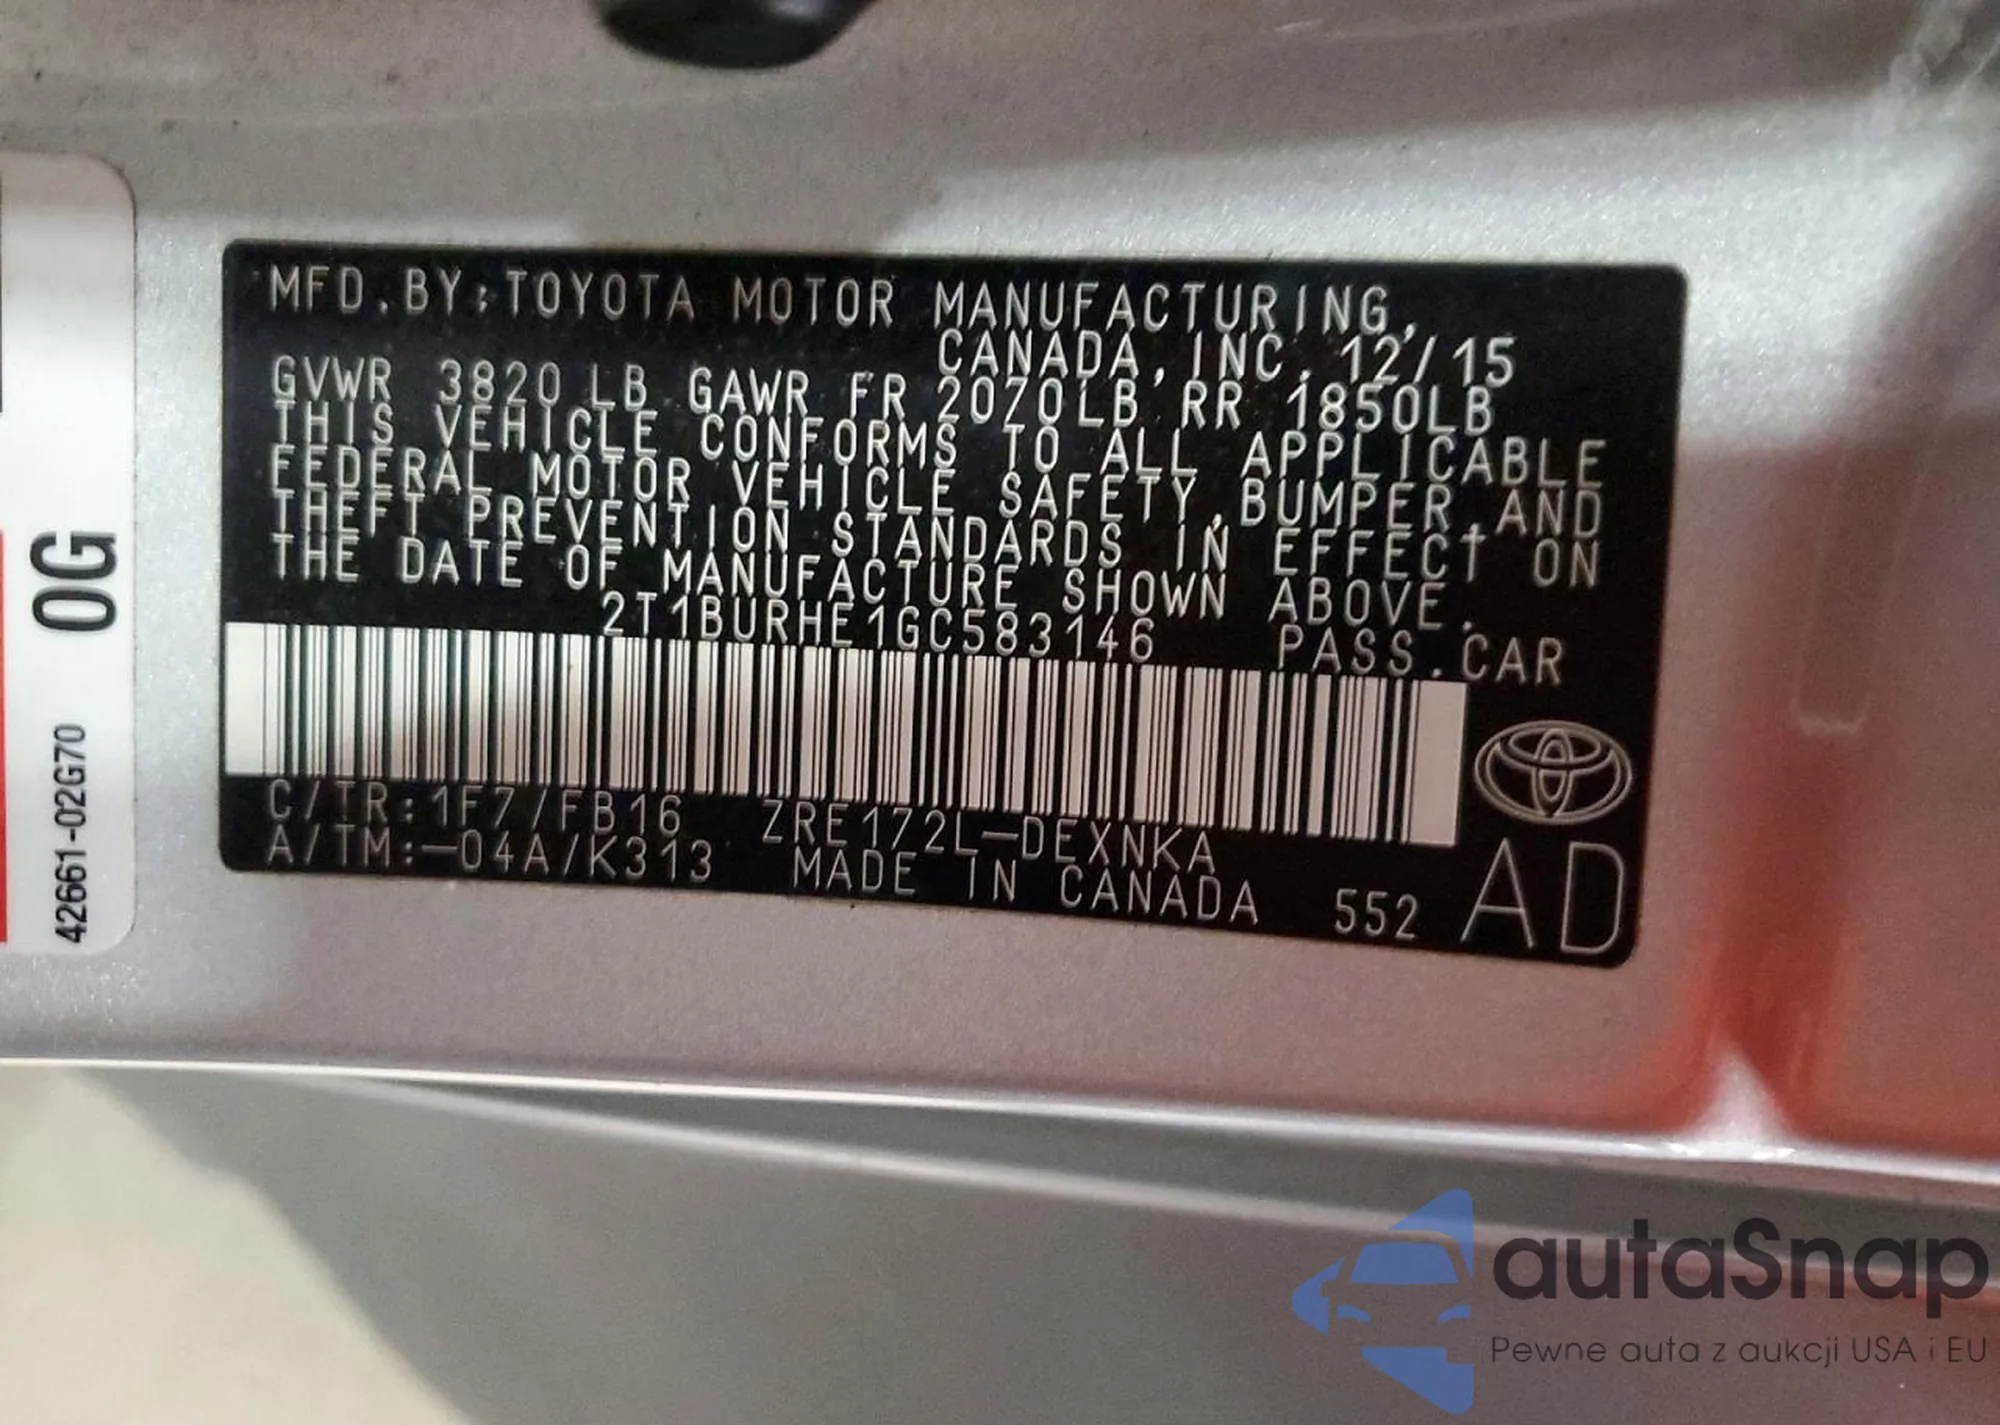 MFD.BY:TOYOTA MOTOR MANUFACTURING,
CANADA,INC. 12/15
GVWR 3820 LB GAWR FR 2070LB RR 1850LB
THIS VEHICLE CONFORMS TO ALL APPLICABLE
FEDERAL MOTOR VEHICLE SAFETY,BUMPER,AND
THEFT PREVENTION STANDARDS IN EFFECT ON
THE DATE OF MANUFACTURE SHOWN ABOVE.
2T1BURHE1GC583146 PASS.CAR
C/TR:1F7/FB16 ZRE172L-DEXNKA
A/TM:-04A/K313 MADE IN CANADA 552 AD
0G
42661-02G70
autaSnap
Pewne auta z aukcji USA i EU